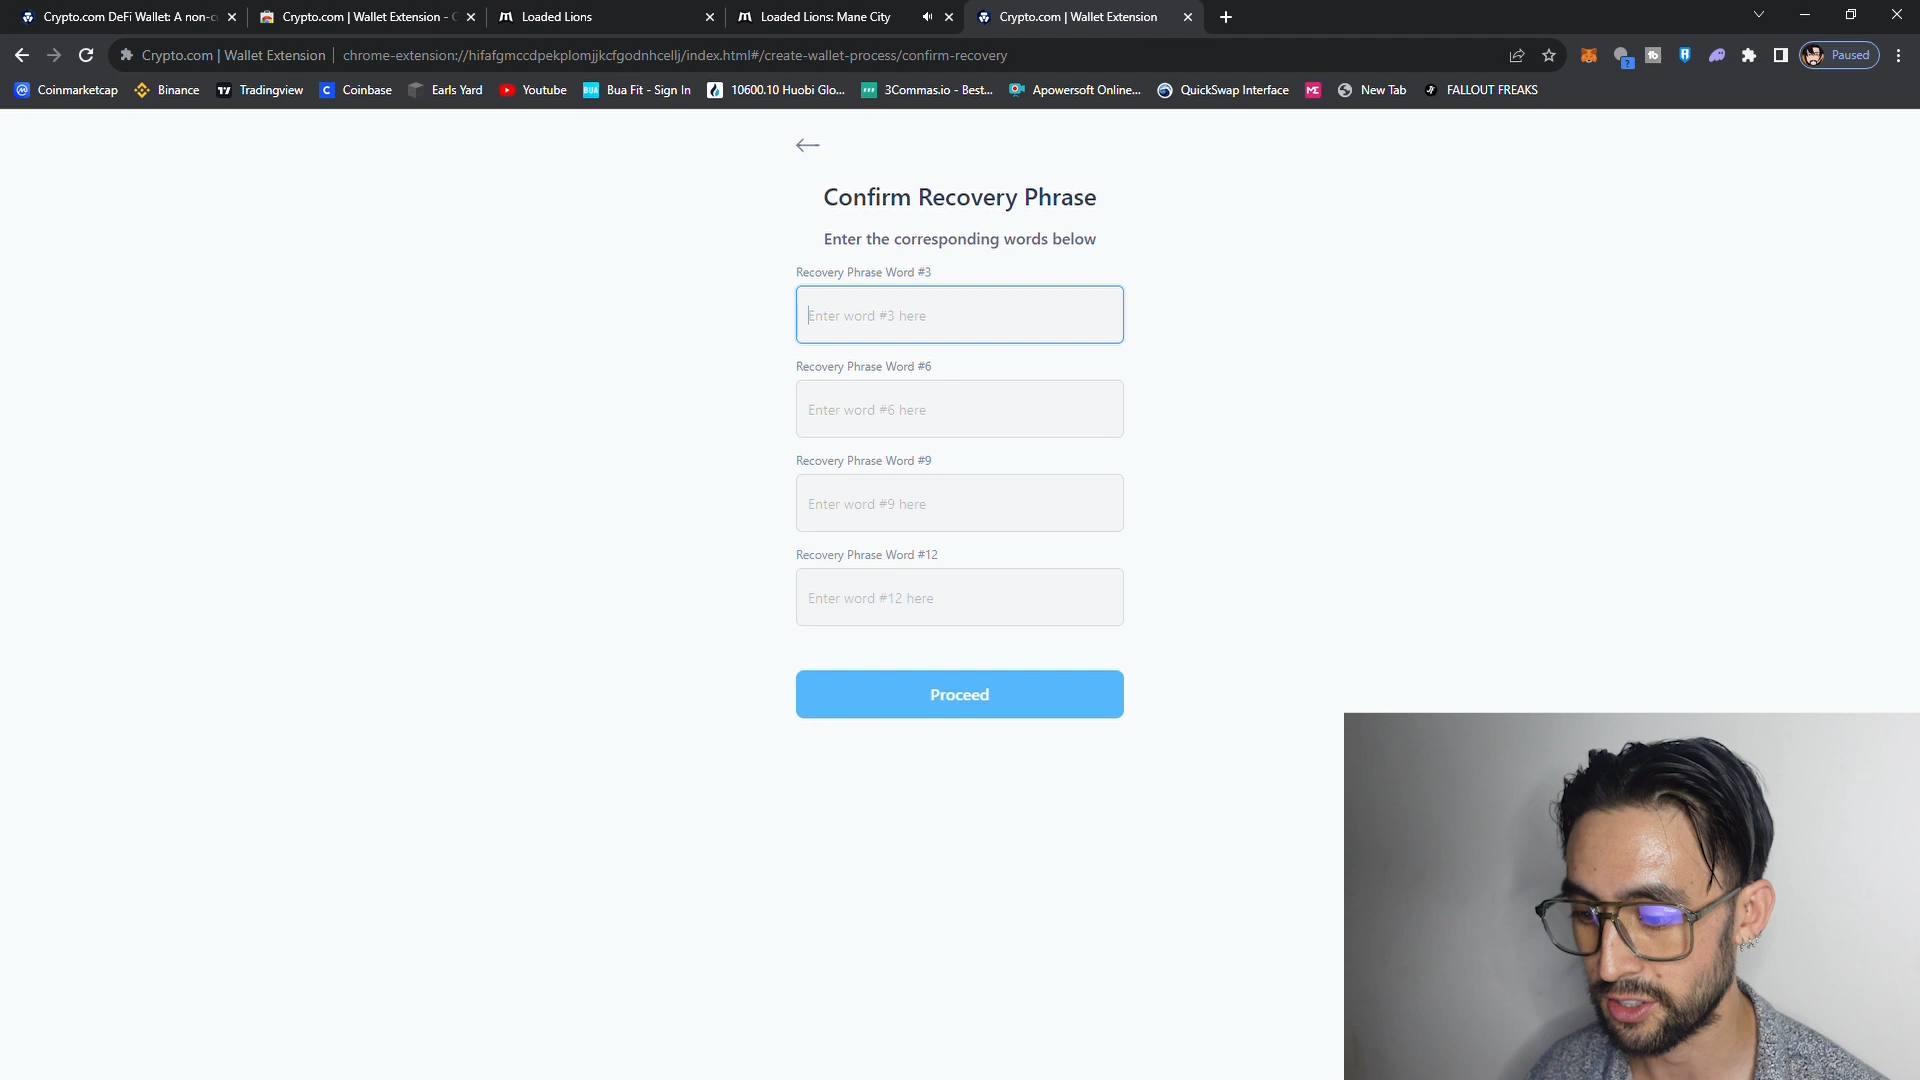 Crypto.com DeFi Wallet: A non-c
Crypto.com | Wallet Extension -
Loaded Lions
Loaded Lions: Mane City
Crypto.com | Wallet Extension
Crypto.com | Wallet Extension
chrome-extension://hifafgmccdpekplomjjkcfgodnhcellj/index.html#/create-wallet-process/confirm-recovery
Paused
Coinmarketcap
Binance
Tradingview
Coinbase
Earls Yard
Youtube
Bua Fit - Sign In
10600.10 Huobi Glo...
3Commas.io - Best...
Apowersoft Online...
QuickSwap Interface
New Tab
FALLOUT FREAKS
Confirm Recovery Phrase
Enter the corresponding words below
Recovery Phrase Word #3
Enter word #3 here
Recovery Phrase Word #6
Enter word #6 here
Recovery Phrase Word #9
Enter word #9 here
Recovery Phrase Word #12
Enter word #12 here
Proceed